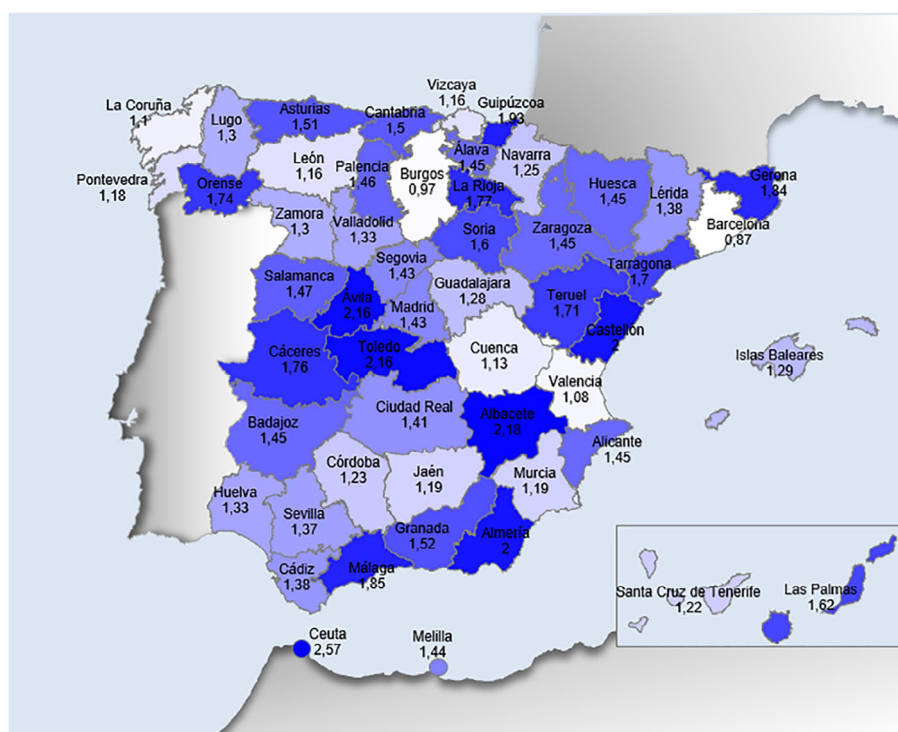 Vizcaya
1,16
La Coruña
1,1
Lugo
1,3
Asturias
1,51
Cantabria
1,5
Guipúzcoa
1,93
León
1,16
Palencia
1,46
Burgos
0,97
Álava
1,45
Navarra
1,25
Pontevedra
1,18
Orense
1,74
La Rioja
1,77
Huesca
1,45
Lérida
1,38
Gerona
1,84
Zamora
1,3
Valladolid
1,33
Soria
1,6
Zaragoza
1,45
Barcelona
0,87
Segovia
1,43
Tarragona
1,7
Salamanca
1,47
Ávila
2,16
Madrid
1,43
Guadalajara
1,28
Teruel
1,71
Castellón
2
Cáceres
1,76
Toledo
2,16
Cuenca
1,13
Valencia
1,08
Islas Baleares
1,29
Badajoz
1,45
Ciudad Real
1,41
Albacete
2,18
Alicante
1,45
Córdoba
1,23
Jaén
1,19
Murcia
1,19
Huelva
1,33
Sevilla
1,37
Granada
1,52
Almería
2
Cádiz
1,38
Málaga
1,85
Santa Cruz de Tenerife
1,22
Las Palmas
1,62
Ceuta
2,57
Melilla
1,44